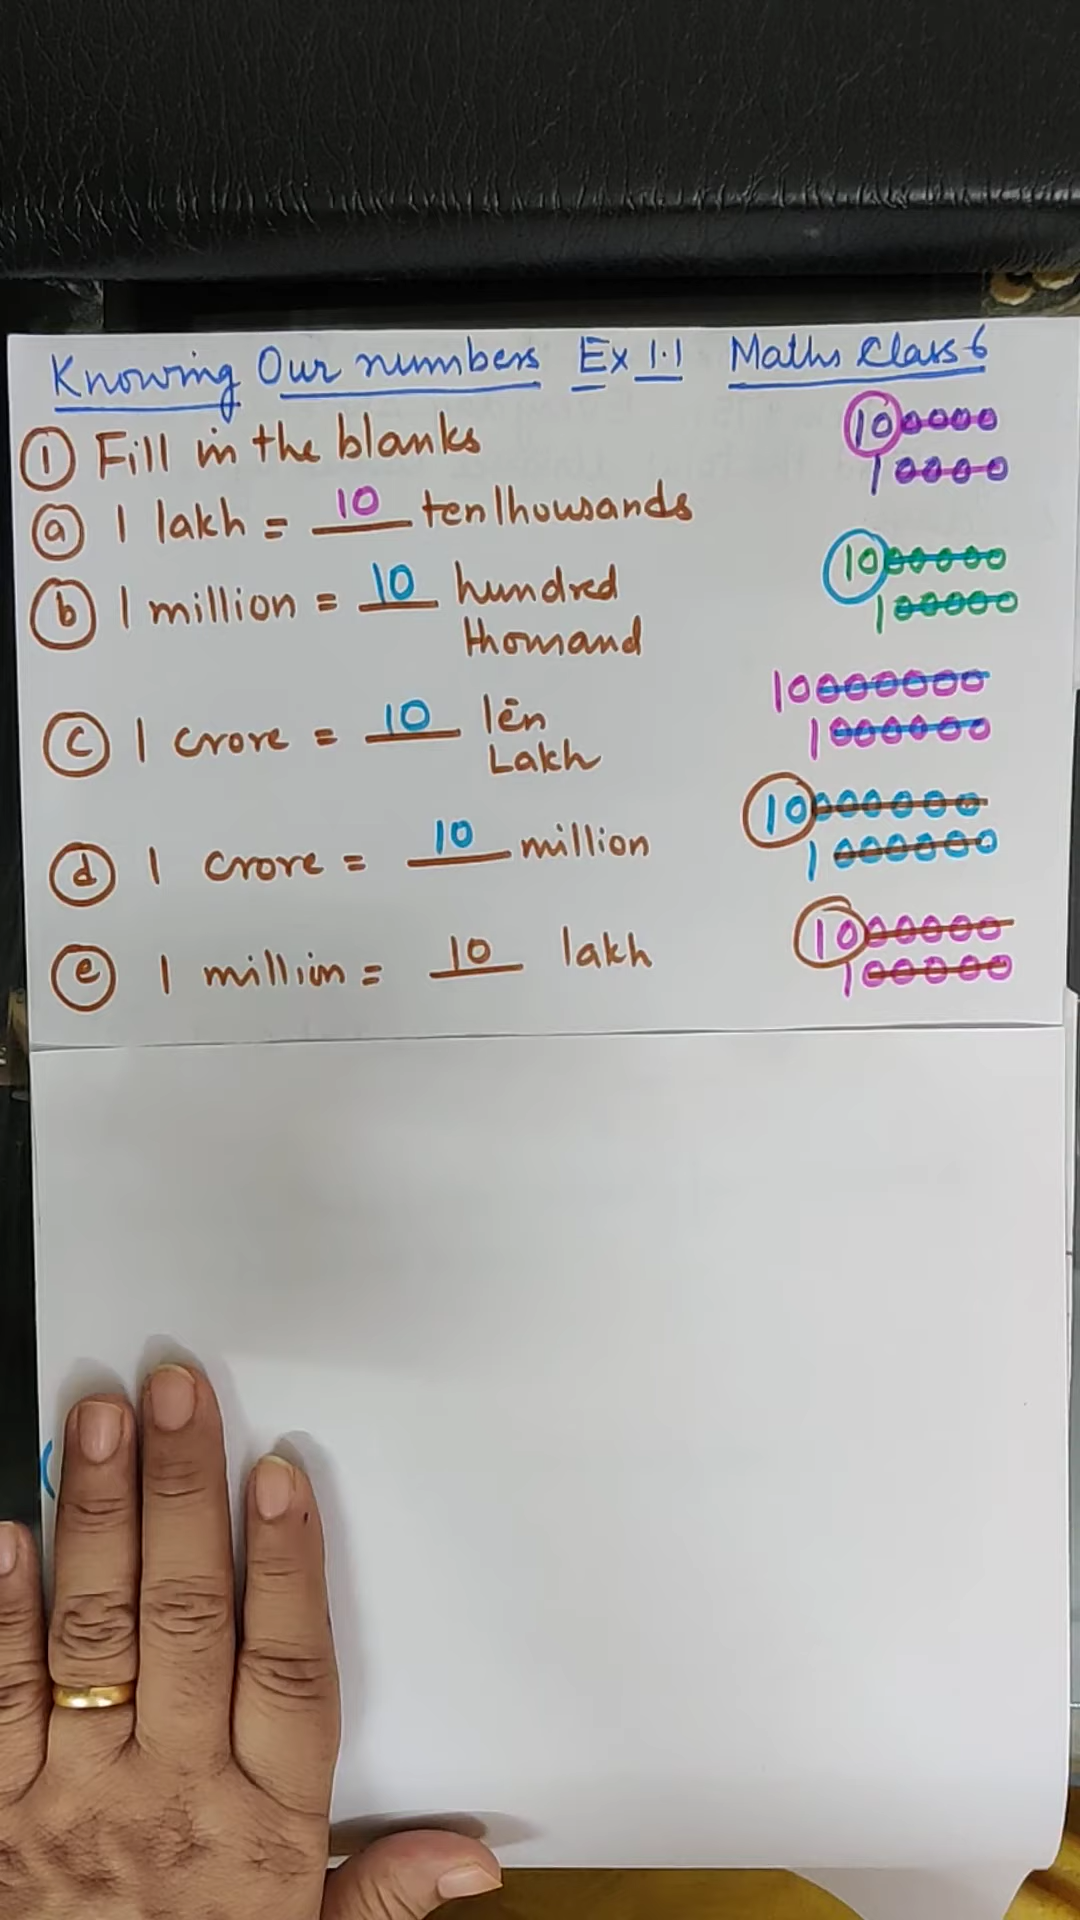 Knowing Our numbers Ex 1.1 Maths Class 6
① Fill in the blanks
100000
10000
ⓐ 1 lakh = 10 ten thousands
ⓑ 1 million = 10 hundred
thousand
1000000
100000
ⓒ 1 crore = 10 ten
Lakh
10000000
1000000
ⓓ 1 crore = 10 million
10000000
1000000
ⓔ 1 million = 10 lakh
1000000
100000